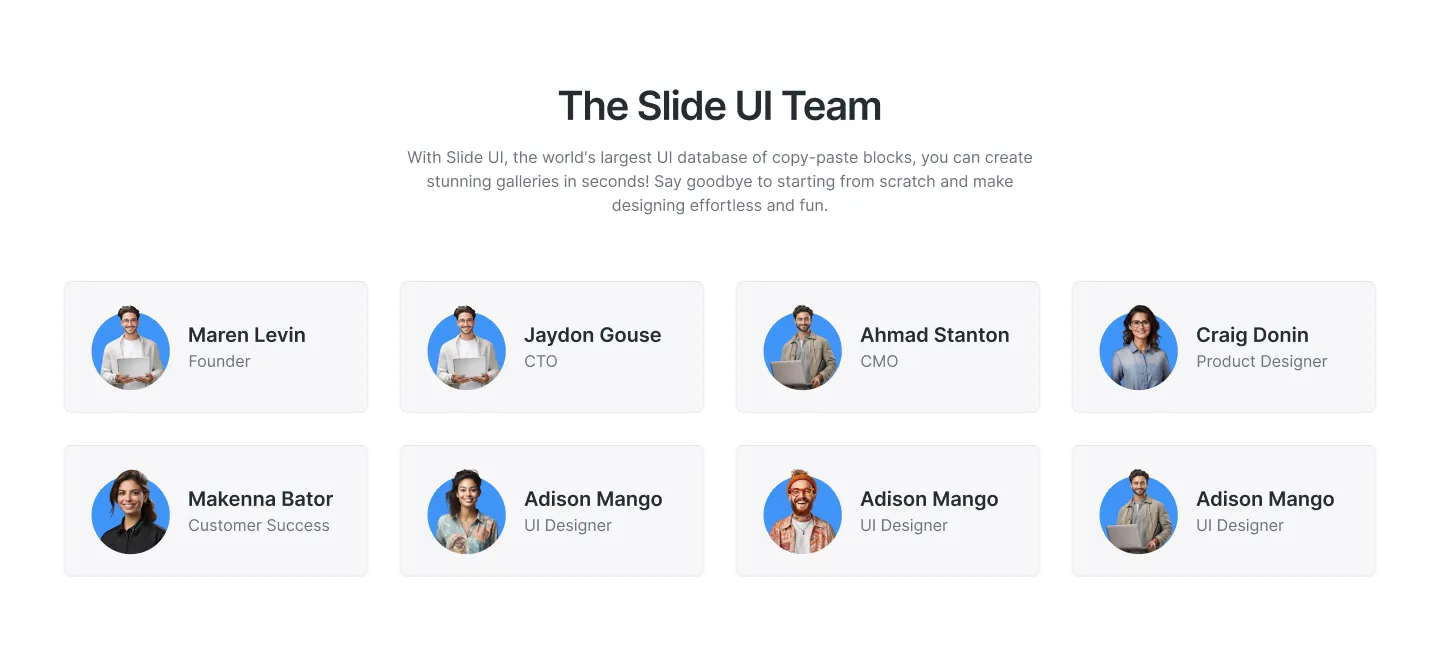 The Slide UI Team
With Slide UI, the world's largest UI database of copy-paste blocks, you can create
stunning galleries in seconds! Say goodbye to starting from scratch and make
designing effortless and fun.
Maren Levin
Founder
Jaydon Gouse
CTO
Ahmad Stanton
CMO
Craig Donin
Product Designer
Makenna Bator
Customer Success
Adison Mango
UI Designer
Adison Mango
UI Designer
Adison Mango
UI Designer